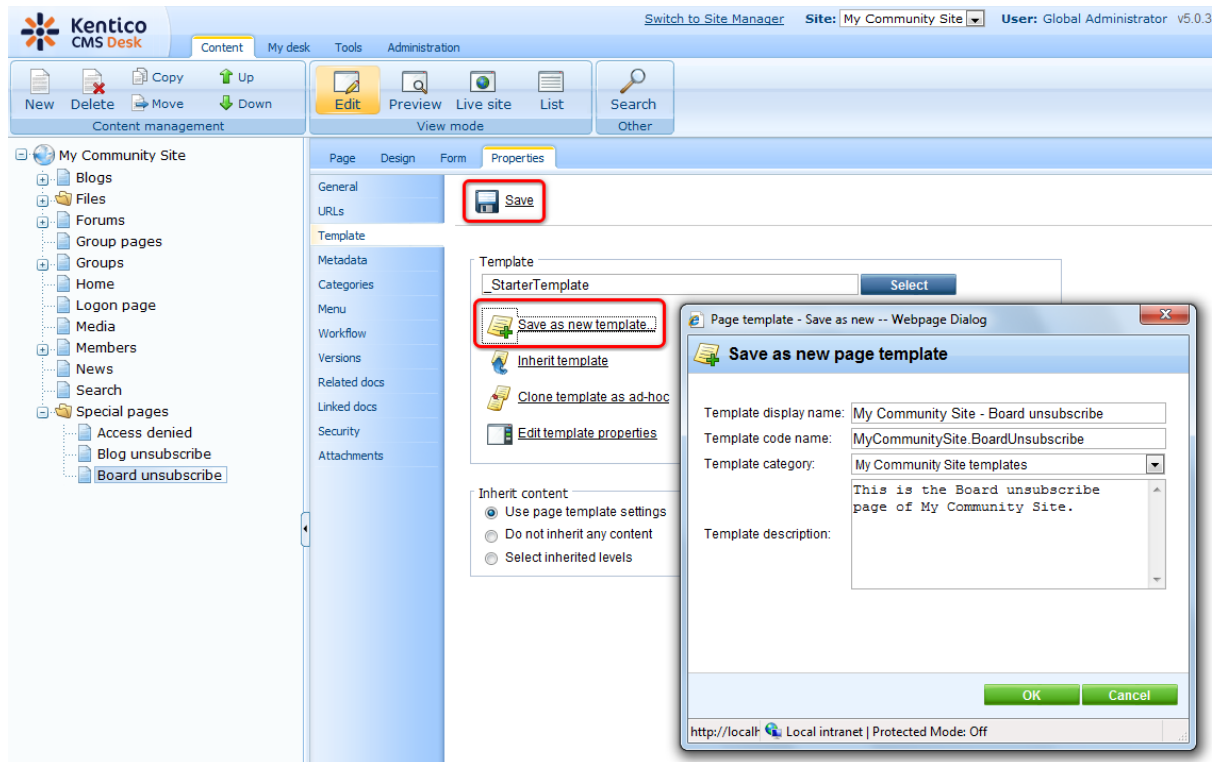 Kentico
CMS Desk
Switch to Site Manager Site: My Community Site User: Global Administrator v5.0.3
Content My desk Tools Administration
New Delete Copy Move Up Down
Content management
Edit Preview Live site List
View mode
Search
Other
My Community Site
Blogs
Files
Forums
Group pages
Groups
Home
Logon page
Media
Members
News
Search
Special pages
Access denied
Blog unsubscribe
Board unsubscribe
Page Design Form Properties
General
URLs
Template
Metadata
Categories
Menu
Workflow
Versions
Related docs
Linked docs
Security
Attachments
Save
Template
_StarterTemplate Select
Save as new template...
Inherit template
Clone template as ad-hoc
Edit template properties
Inherit content
Use page template settings
Do not inherit any content
Select inherited levels
Page template - Save as new -- Webpage Dialog
Save as new page template
Template display name: My Community Site - Board unsubscribe
Template code name: MyCommunitySite.BoardUnsubscribe
Template category: My Community Site templates
Template description:
This is the Board unsubscribe
page of My Community Site.
OK Cancel
http://localh Local intranet | Protected Mode: Off